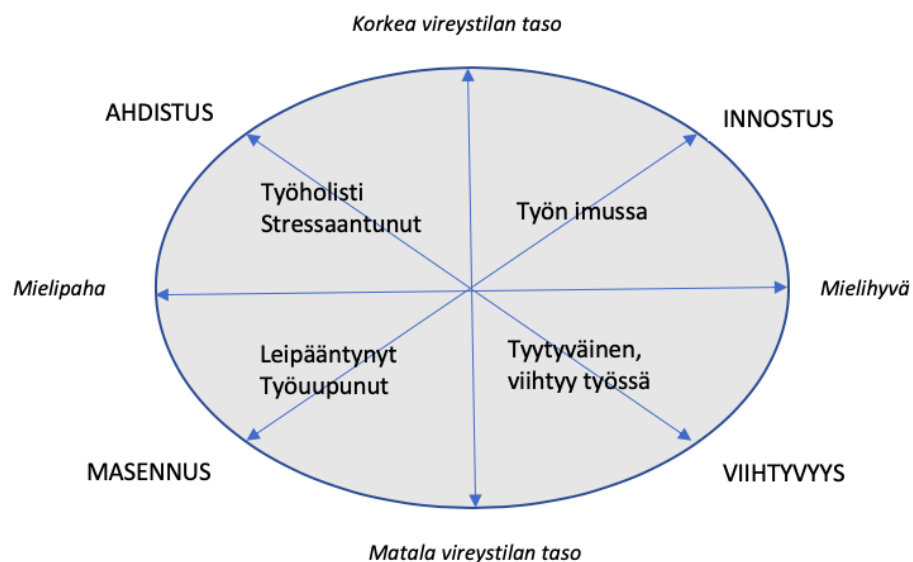 Korkea vireystilan taso
AHDISTUS
INNOSTUS
Työholisti
Stressaantunut
Työn imussa
Mielipaha
Mielihyvä
Leipääntynyt
Työuupunut
Tyytyväinen,
viihtyy työssä
MASENNUS
VIIHTYVYYS
Matala vireystilan taso